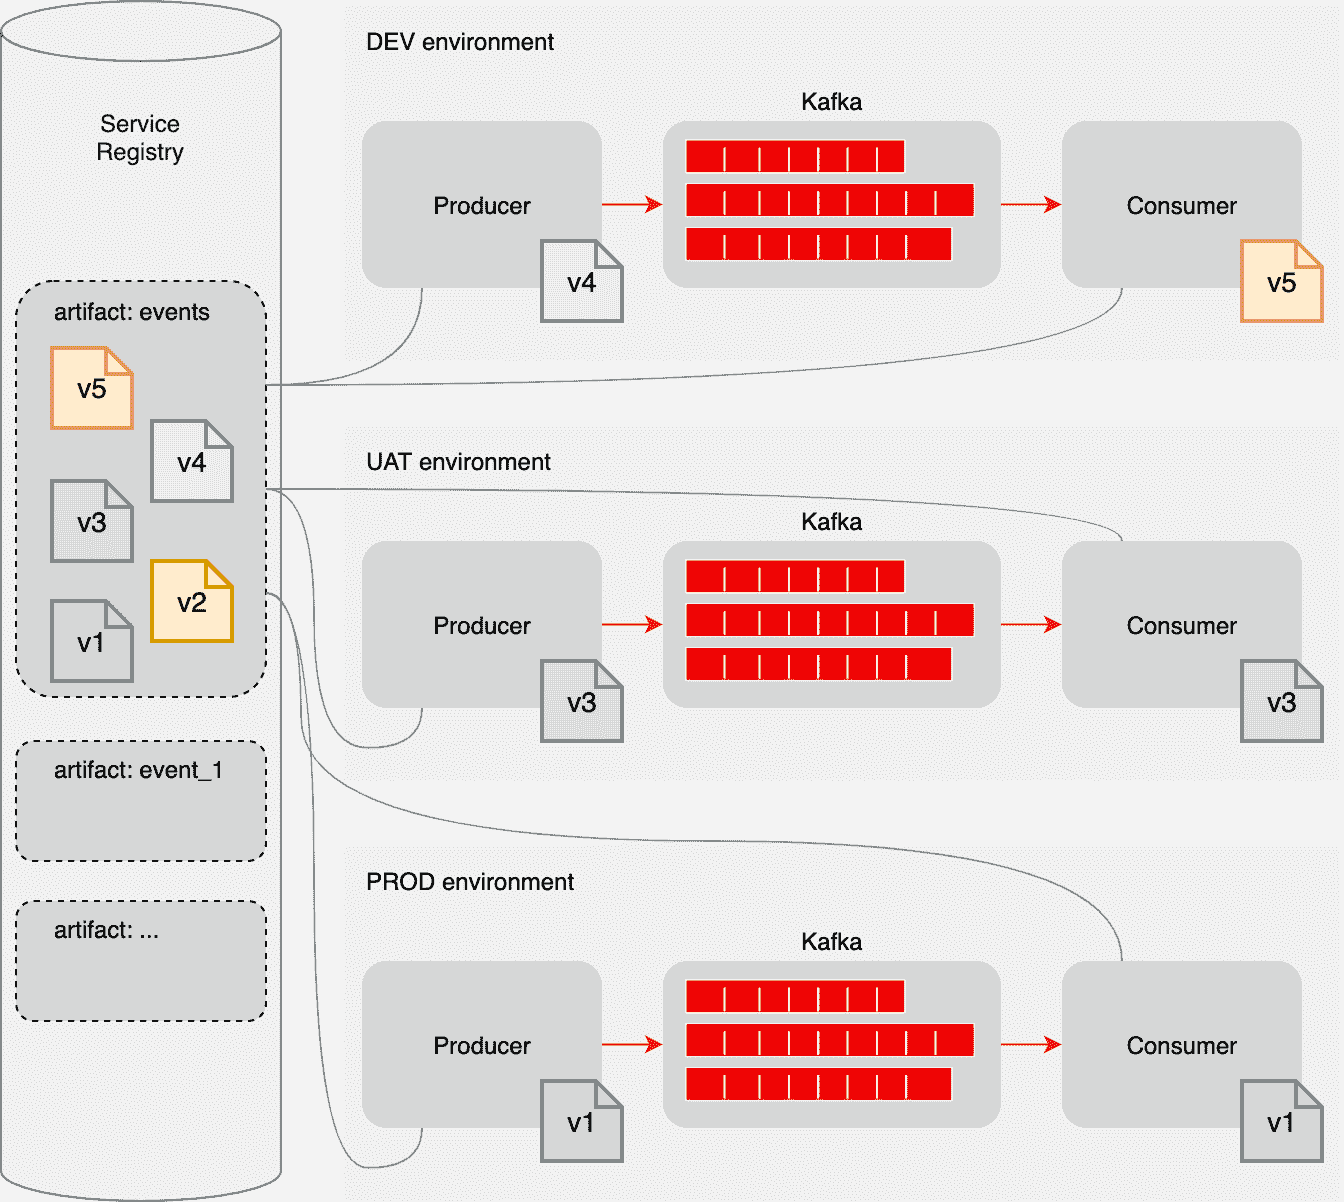 Service
Registry
artifact: events
v5
v4
v3
v2
v1
artifact: event_1
artifact: ...
DEV environment
Kafka
Producer
Consumer
v4
v5
UAT environment
Kafka
Producer
Consumer
v3
v3
PROD environment
Kafka
Producer
Consumer
v1
v1